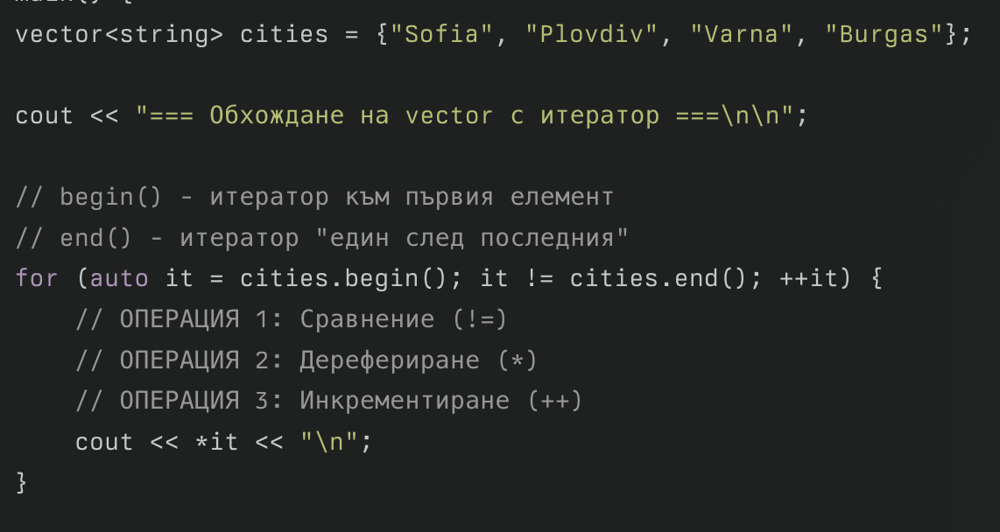 main() {
vector<string> cities = {"Sofia", "Plovdiv", "Varna", "Burgas"};
cout << "=== Обхождане на vector с итератор ===\n\n";
// begin() - итератор към първия елемент
// end() - итератор "един след последния"
for (auto it = cities.begin(); it != cities.end(); ++it) {
// ОПЕРАЦИЯ 1: Сравнение (!=)
// ОПЕРАЦИЯ 2: Дерефериране (*)
// ОПЕРАЦИЯ 3: Инкрементиране (++)
cout << *it << "\n";
}